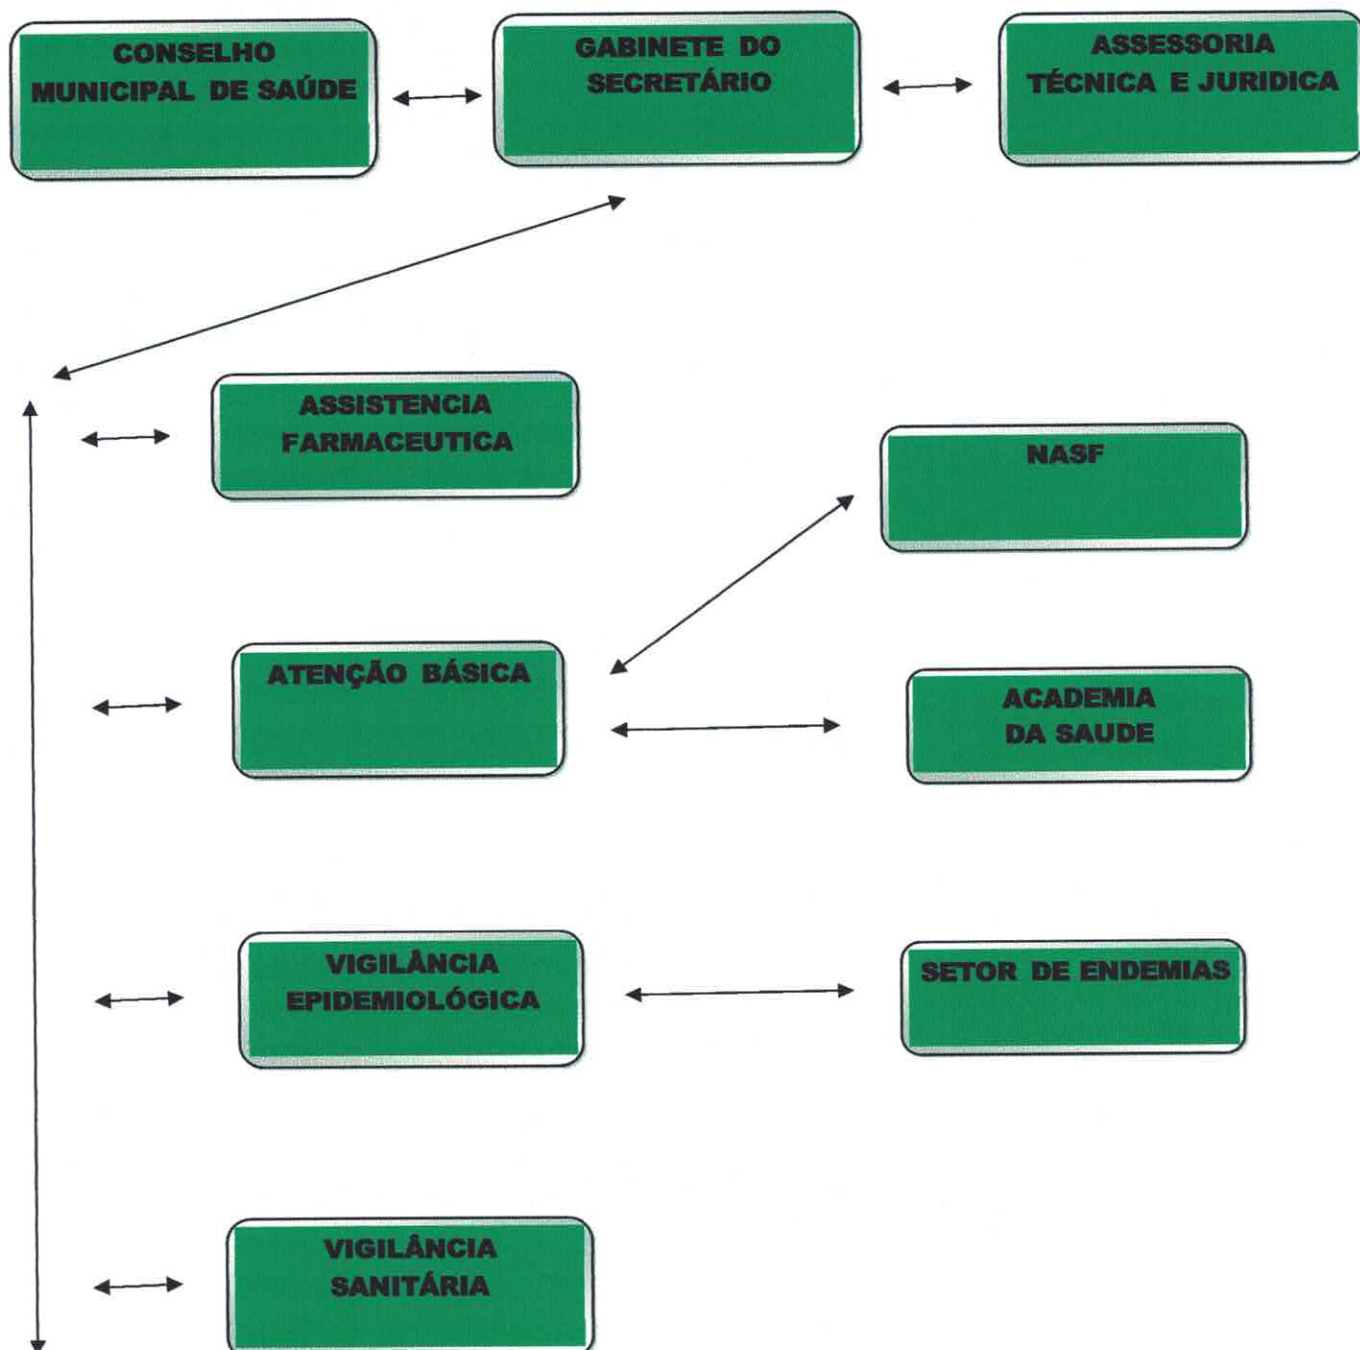 CONSELHO
MUNICIPAL DE SAÚDE
GABINETE DO
SECRETÁRIO
ASSESSORIA
TÉCNICA E JURIDICA
ASSISTENCIA
FARMACEUTICA
NASF
ATENÇÃO BÁSICA
ACADEMIA
DA SAUDE
VIGILÂNCIA
EPIDEMIOLÓGICA
SETOR DE ENDEMIAS
VIGILÂNCIA
SANITÁRIA